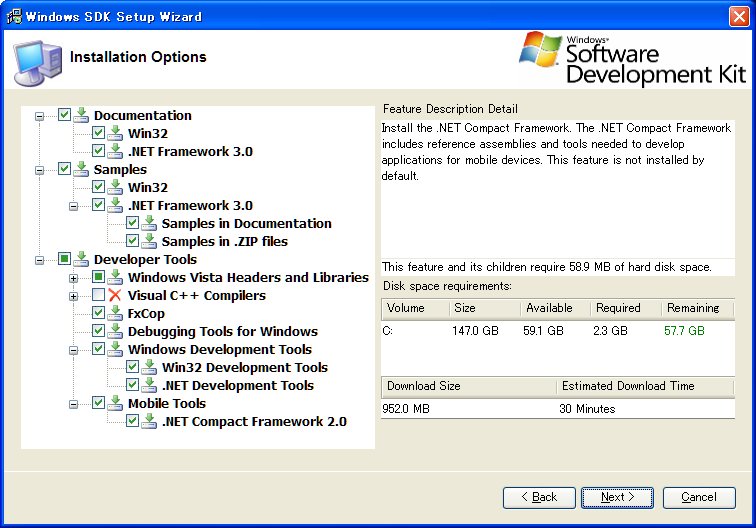 Windows SDK Setup Wizard
Installation Options
Windows®
Software
Development Kit
Documentation
Win32
.NET Framework 3.0
Samples
Win32
.NET Framework 3.0
Samples in Documentation
Samples in .ZIP files
Developer Tools
Windows Vista Headers and Libraries
Visual C++ Compilers
FxCop
Debugging Tools for Windows
Windows Development Tools
Win32 Development Tools
.NET Development Tools
Mobile Tools
.NET Compact Framework 2.0
Feature Description Detail
Install the .NET Compact Framework. The .NET Compact Framework
includes reference assemblies and tools needed to develop
applications for mobile devices. This feature is not installed by
default.
This feature and its children require 58.9 MB of hard disk space.
Disk space requirements:
Volume Size Available Required Remaining
C: 147.0 GB 59.1 GB 2.3 GB 57.7 GB
Download Size Estimated Download Time
952.0 MB 30 Minutes
< Back Next > Cancel